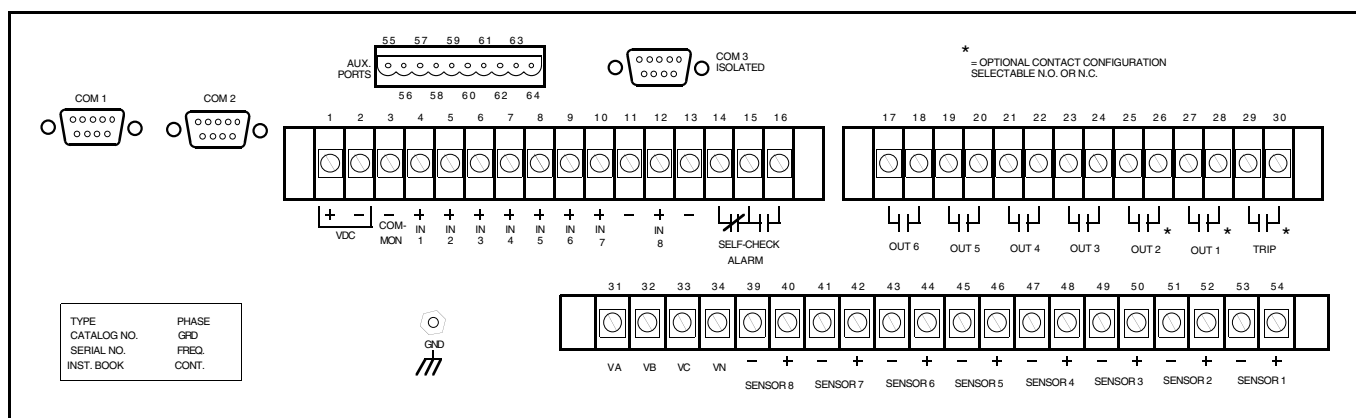 55 57 59 61 63
AUX.
PORTS
56 58 60 62 64
COM 3
ISOLATED
*
= OPTIONAL CONTACT CONFIGURATION
SELECTABLE N.O. OR N.C.
COM 1
COM 2
1 2 3 4 5 6 7 8 9 10 11 12 13 14 15 16
17 18 19 20 21 22 23 24 25 26 27 28 29 30
+ − − + + + + + + + − + −
VDC
COM-
MON
IN
1
IN
2
IN
3
IN
4
IN
5
IN
6
IN
7
IN
8
SELF-CHECK
ALARM
OUT 6
OUT 5
OUT 4
OUT 3
OUT 2 *
OUT 1 *
TRIP *
31 32 33 34 39 40 41 42 43 44 45 46 47 48 49 50 51 52 53 54
TYPE PHASE
CATALOG NO. GRD
SERIAL NO. FREQ.
INST. BOOK CONT.
GND
VA VB VC VN
− + − + − + − + − + − + − + − +
SENSOR 8 SENSOR 7 SENSOR 6 SENSOR 5 SENSOR 4 SENSOR 3 SENSOR 2 SENSOR 1